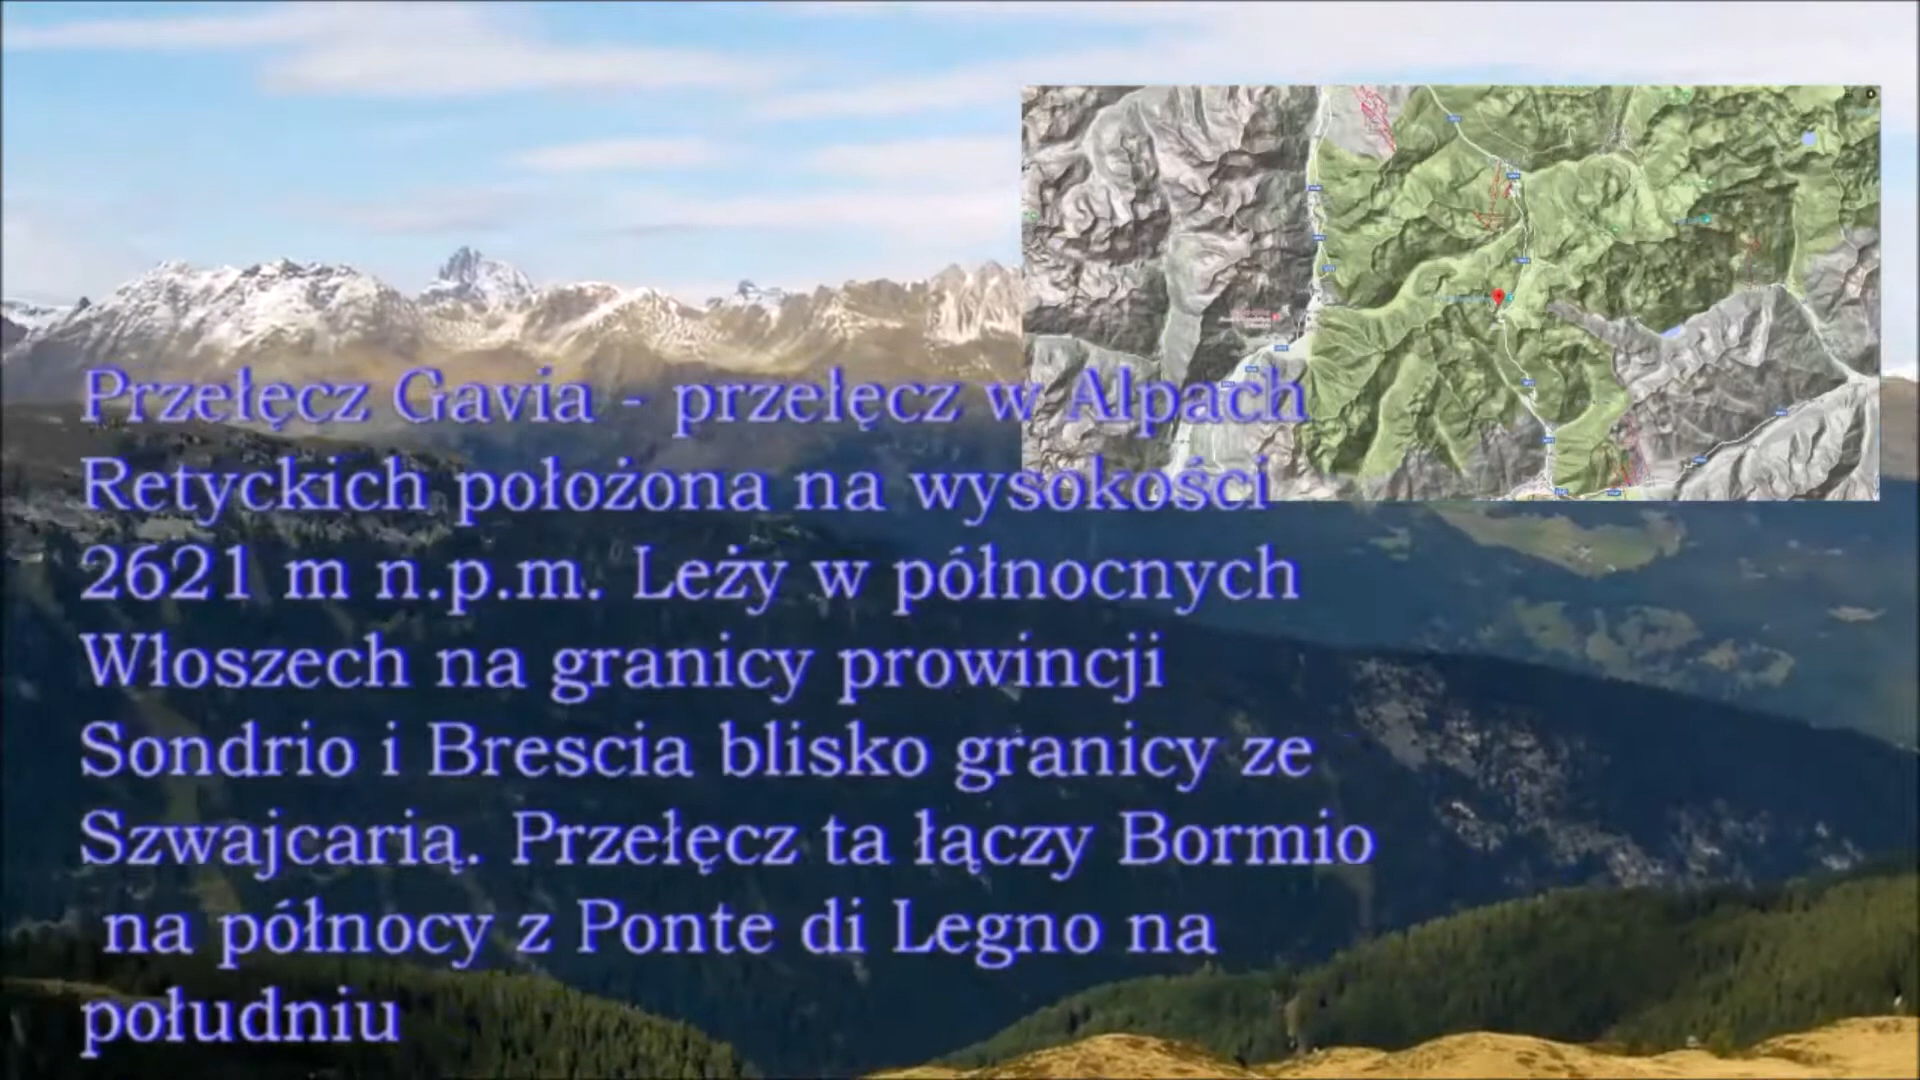 Przełęcz Gavia - przełęcz w Alpach
Retyckich położona na wysokości
2621 m n.p.m. Leży w północnych
Włoszech na granicy prowincji
Sondrio i Brescia blisko granicy ze
Szwajcarią. Przełęcz ta łączy Bormio
na północy z Ponte di Legno na
południu